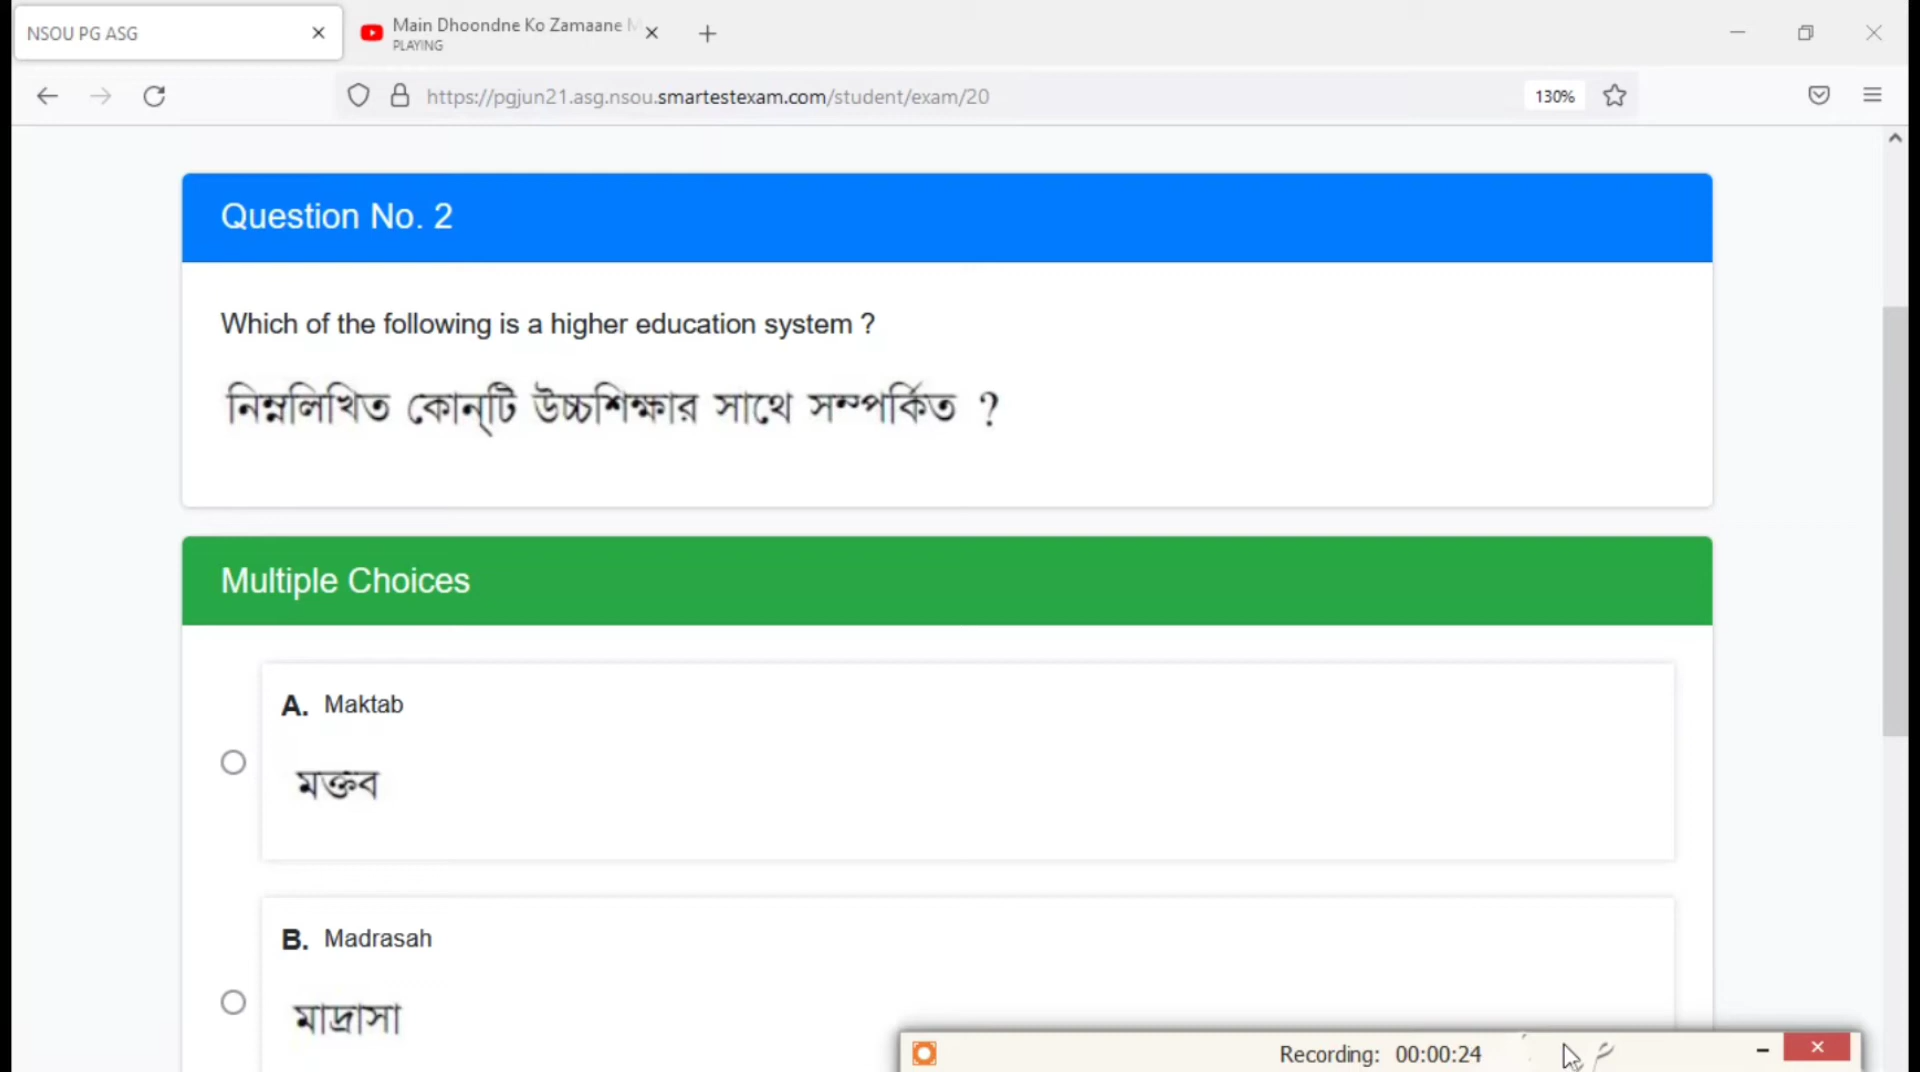 NSOU PG ASG
Main Dhoondne Ko Zamaane
PLAYING
https://pgjun21.asg.nsou.smartestexam.com/student/exam/20
130%
Question No. 2
Which of the following is a higher education system ?
নিম্নলিখিত কোন্‌টি উচ্চশিক্ষার সাথে সম্পর্কিত ?
Multiple Choices
A. Maktab
মক্তব
B. Madrasah
মাদ্রাসা
Recording: 00:00:24